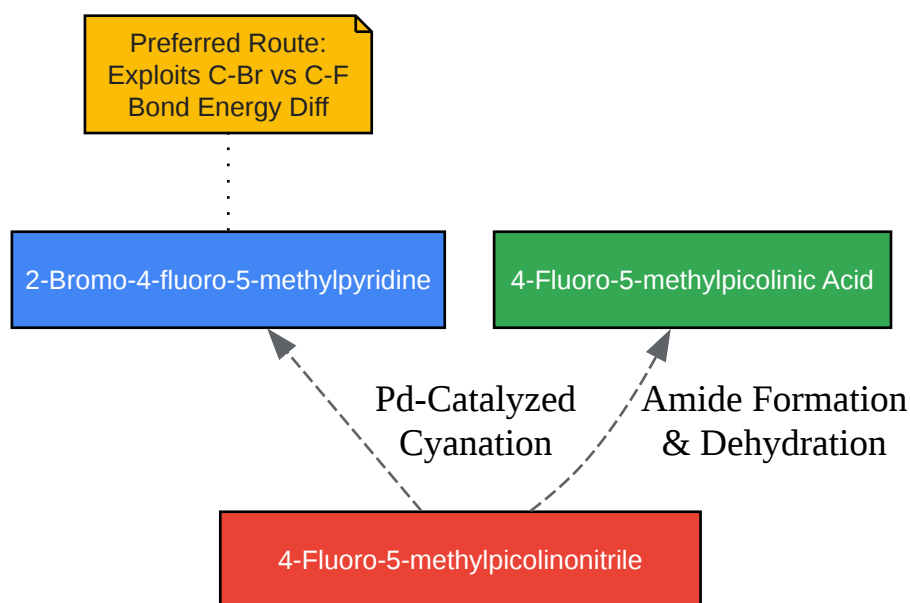 Preferred Route:
Exploits C-Br vs C-F
Bond Energy Diff
2-Bromo-4-fluoro-5-methylpyridine
4-Fluoro-5-methylpicolinic Acid
Pd-Catalyzed
Cyanation
Amide Formation
& Dehydration
4-Fluoro-5-methylpicolinonitrile